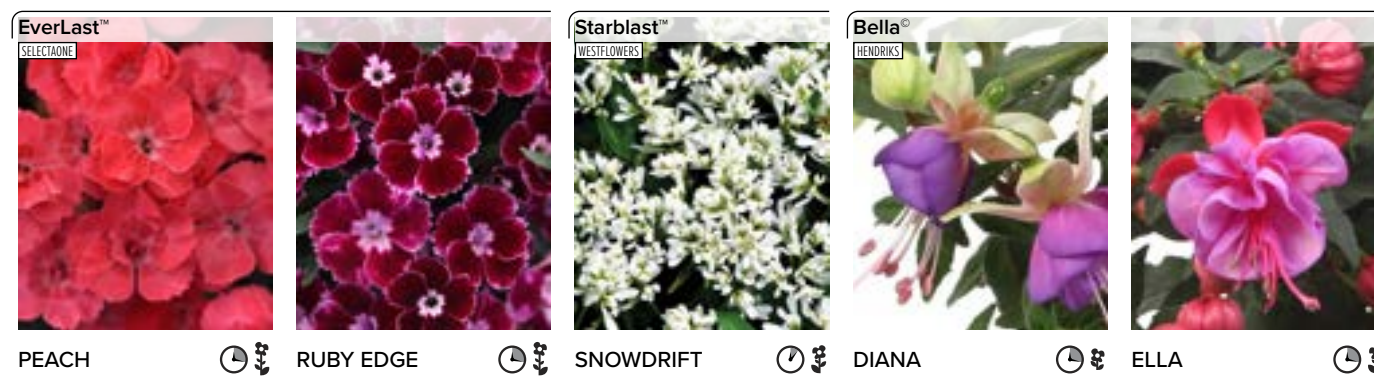 EverLast™
SELECTAONE
PEACH
RUBY EDGE
Starblast™
WESTFLOWERS
SNOWDRIFT
Bella©
HENDRIKS
DIANA
ELLA